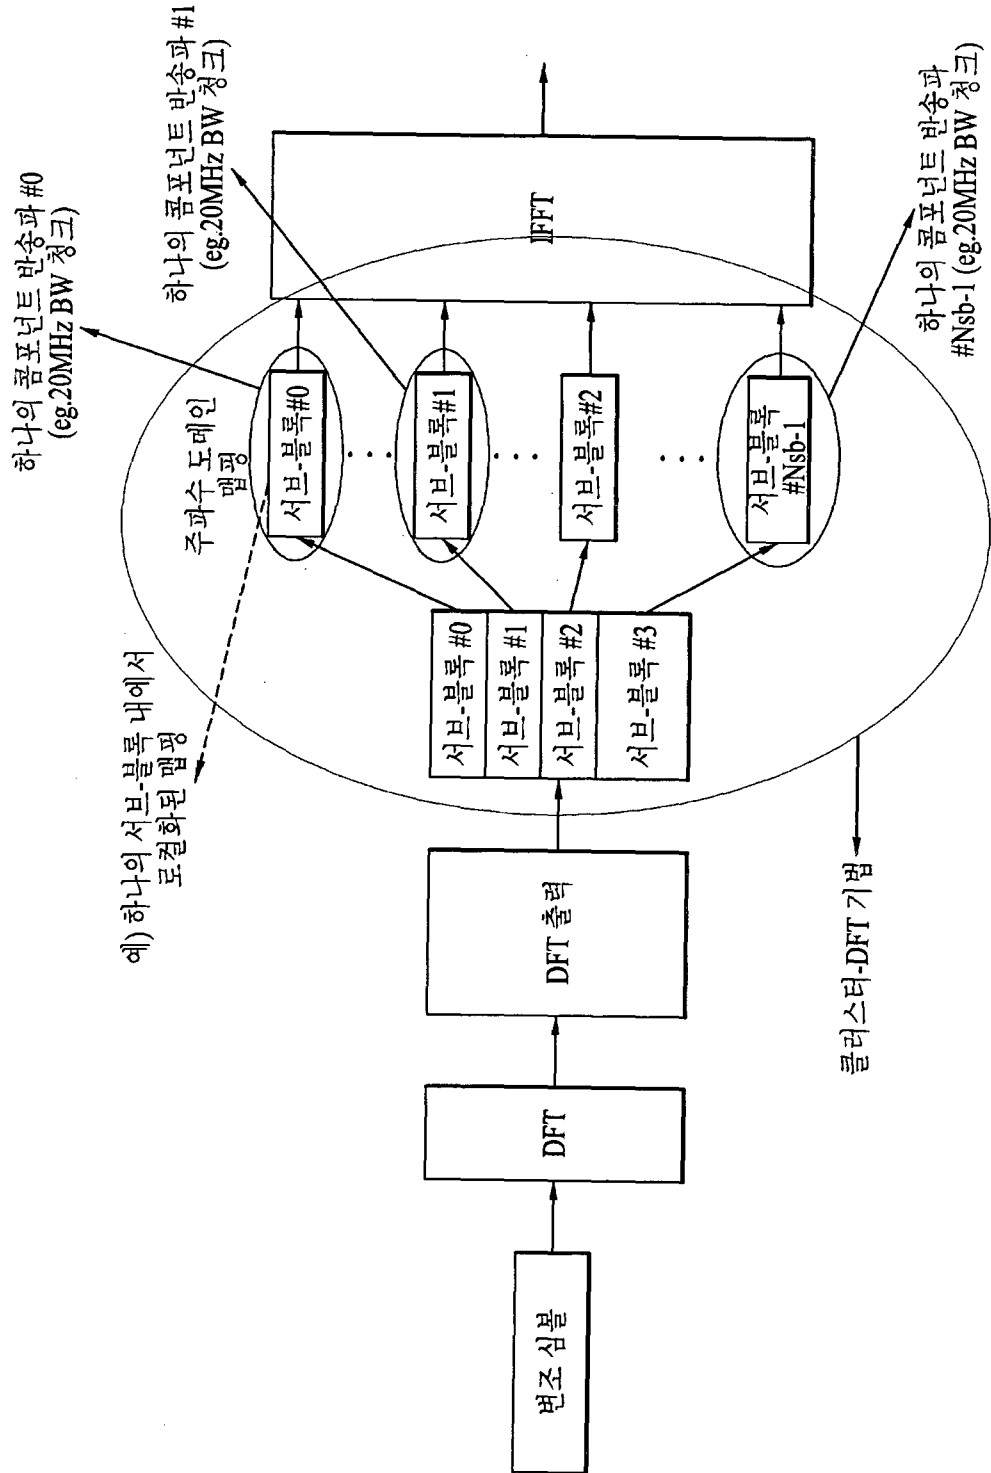 변조 심볼
DFT
DFT 출력
서브-블록 #0
서브-블록 #1
서브-블록 #2
서브-블록 #3
예) 하나의 서브-블록 내에서
로컬화된 맵핑
주파수 도메인
맵핑
서브-블록#0
서브-블록#1
서브-블록#2
서브-블록
#Nsb-1
하나의 콤포넌트 반송파 #0
(eg.20MHz BW 청크)
하나의 콤포넌트 반송파 #1
(eg.20MHz BW 청크)
하나의 콤포넌트 반송파
#Nsb-1 (eg.20MHz BW 청크)
IFFT
클러스터-DFT 기법